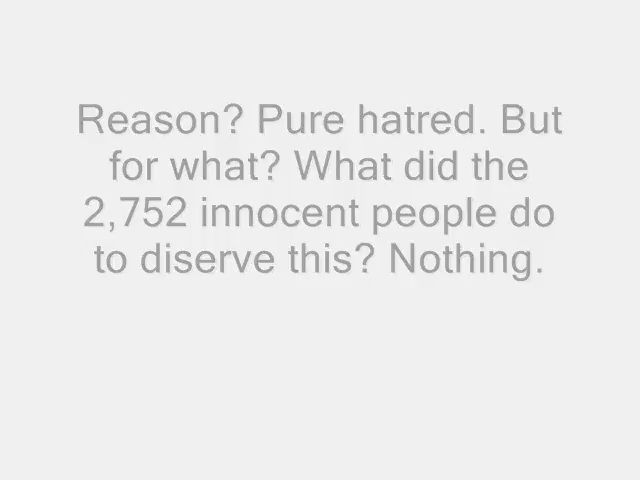 Reason? Pure hatred. But
for what? What did the
2,752 innocent people do
to diserve this? Nothing.